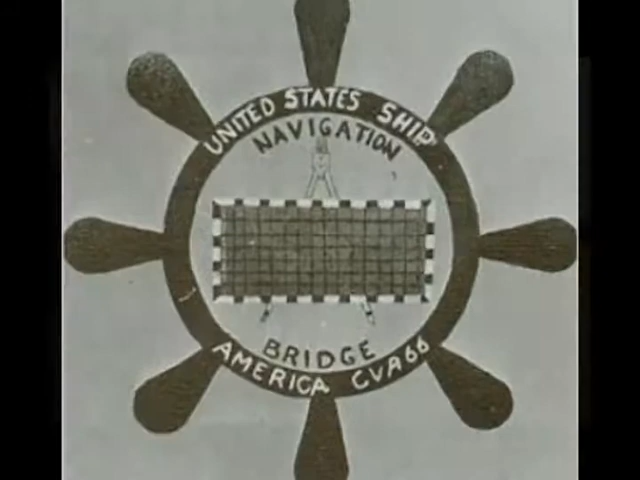 UNITED STATES SHIP
NAVIGATION
BRIDGE
AMERICA CVA66